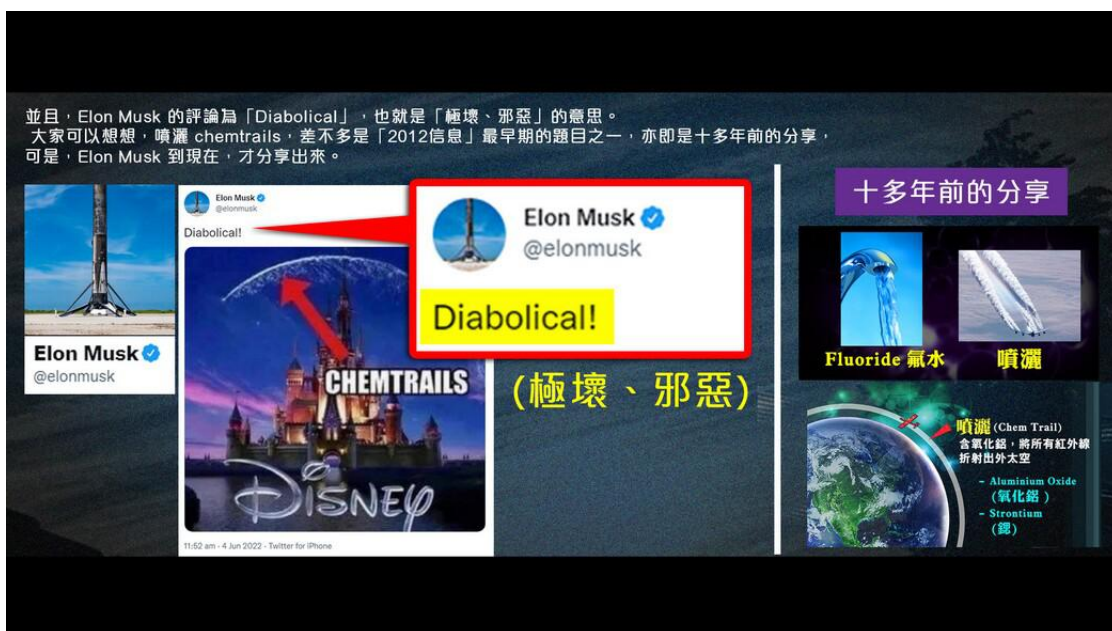 並且，Elon Musk 的評論為「Diabolical」，也就是「極壞、邪惡」的意思。
大家可以想想，噴灑 chemtrails，差不多是「2012信息」最早期的題目之一，亦即是十多年前的分享，
可是，Elon Musk 到現在，才分享出來。
Elon Musk
@elonmusk
Elon Musk
@elonmusk
Diabolical!
CHEMTRAILS
DISNEY
11:52 am - 4 Jun 2022 - Twitter for iPhone
Elon Musk
@elonmusk
Diabolical!
(極壞、邪惡)
十多年前的分享
Fluoride 氟水
噴灑
噴灑 (Chem Trail)
含氧化鋁，將所有紅外線
折射出外太空
- Aluminium Oxide
(氧化鋁)
- Strontium
(鍶)